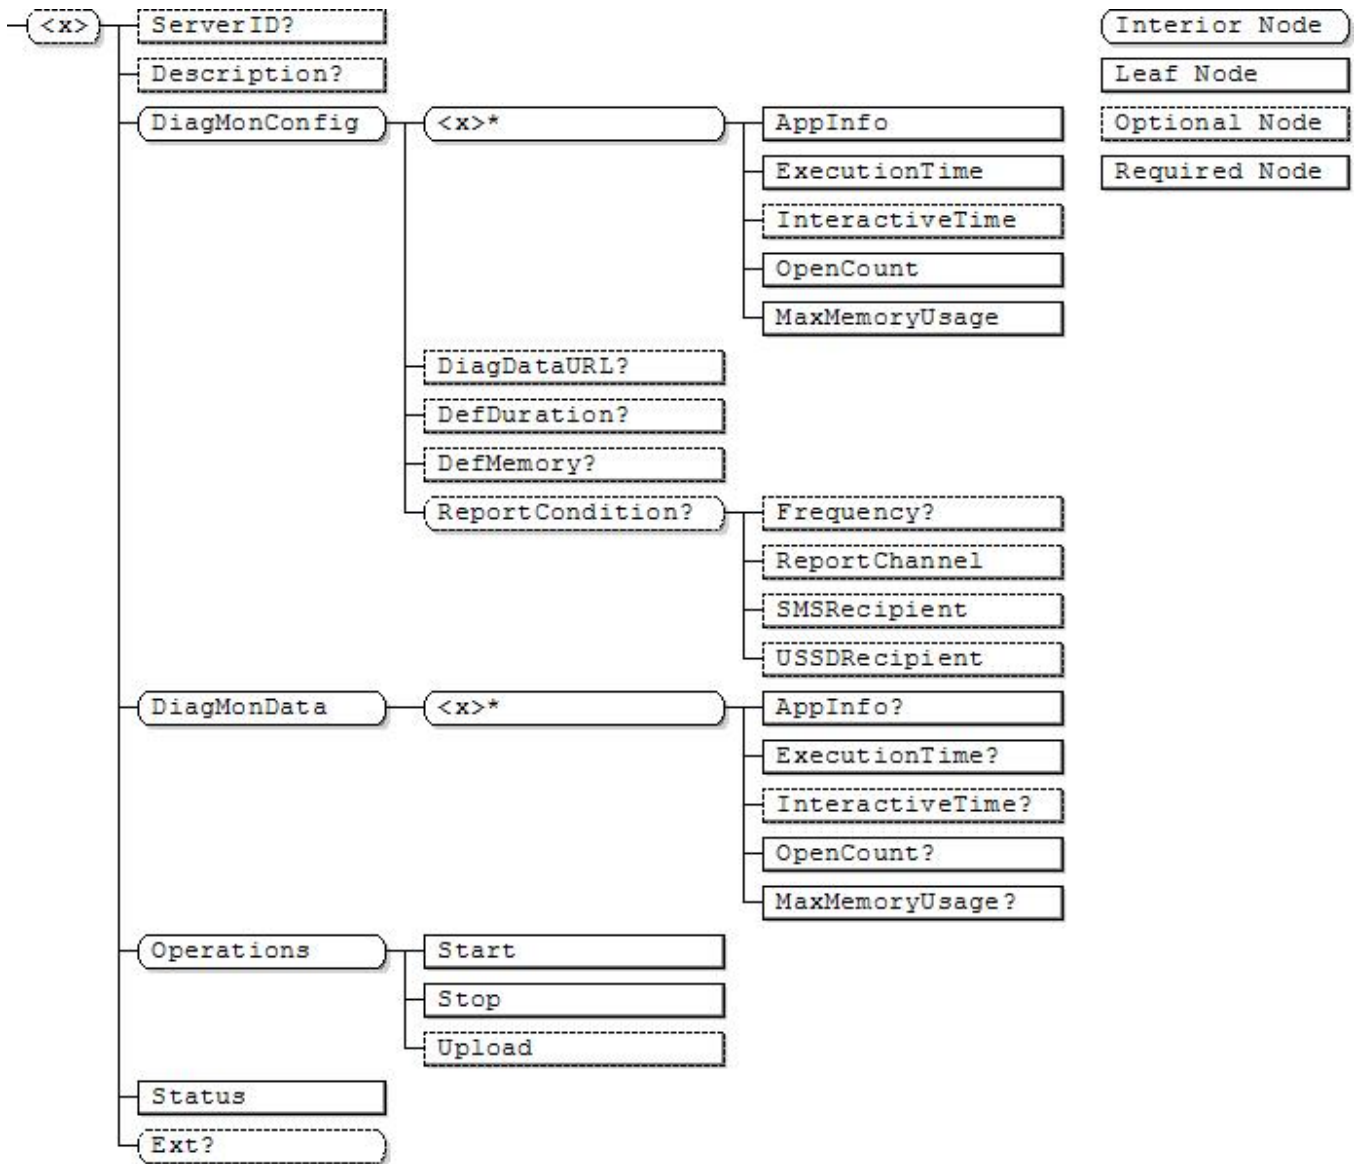 <x> ServerID? Interior Node
Description? Leaf Node
DiagMonConfig <x>* AppInfo Optional Node
ExecutionTime Required Node
InteractiveTime
OpenCount
MaxMemoryUsage
DiagDataURL?
DefDuration?
DefMemory?
ReportCondition? Frequency?
ReportChannel
SMSRecipient
USSDRecipient
DiagMonData <x>* AppInfo?
ExecutionTime?
InteractiveTime?
OpenCount?
MaxMemoryUsage?
Operations Start
Stop
Upload
Status
Ext?